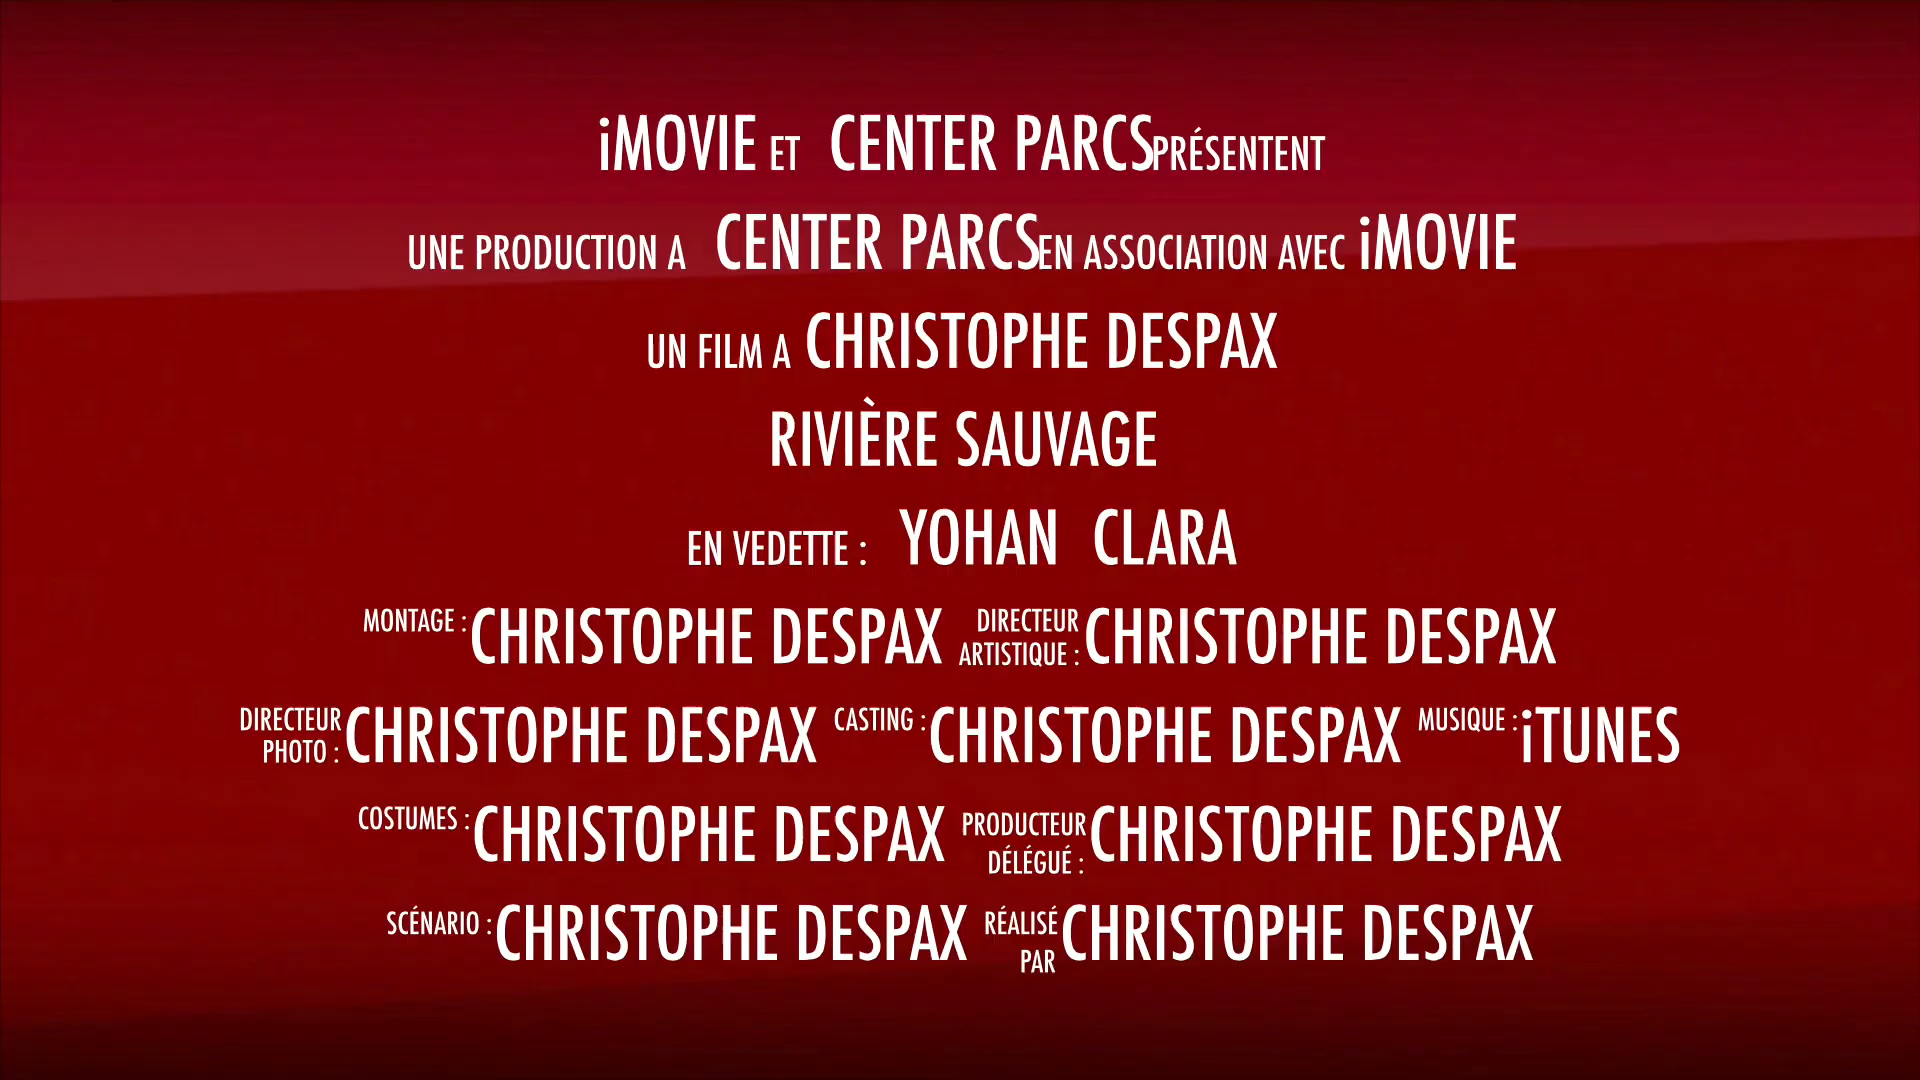 iMOVIE ET CENTER PARCS PRÉSENTENT
UNE PRODUCTION A CENTER PARCS EN ASSOCIATION AVEC iMOVIE
UN FILM A CHRISTOPHE DESPAX
RIVIÈRE SAUVAGE
EN VEDETTE : YOHAN CLARA
MONTAGE : CHRISTOPHE DESPAX DIRECTEUR ARTISTIQUE : CHRISTOPHE DESPAX
DIRECTEUR PHOTO : CHRISTOPHE DESPAX CASTING : CHRISTOPHE DESPAX MUSIQUE : iTUNES
COSTUMES : CHRISTOPHE DESPAX PRODUCTEUR DÉLÉGUÉ : CHRISTOPHE DESPAX
SCÉNARIO : CHRISTOPHE DESPAX RÉALISÉ PAR CHRISTOPHE DESPAX